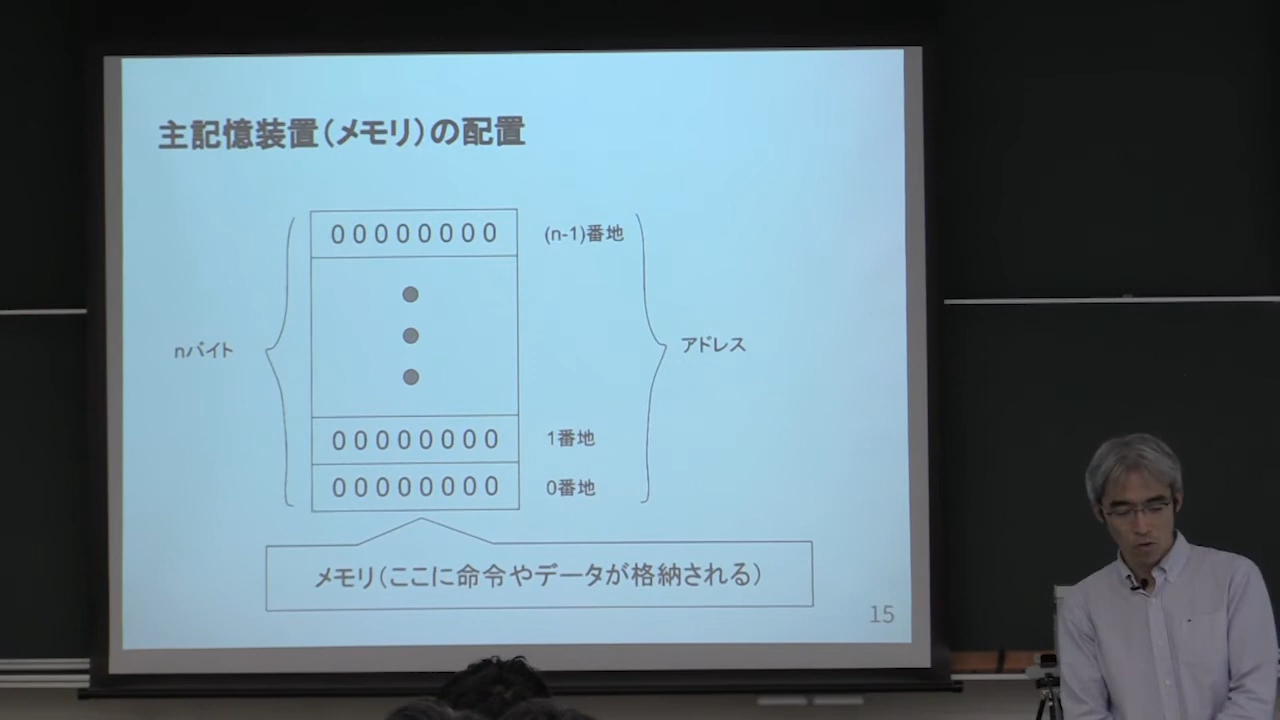 主記憶装置(メモリ)の配置
00000000 (n-1)番地
nバイト アドレス
00000000 1番地
00000000 0番地
メモリ(ここに命令やデータが格納される)
15